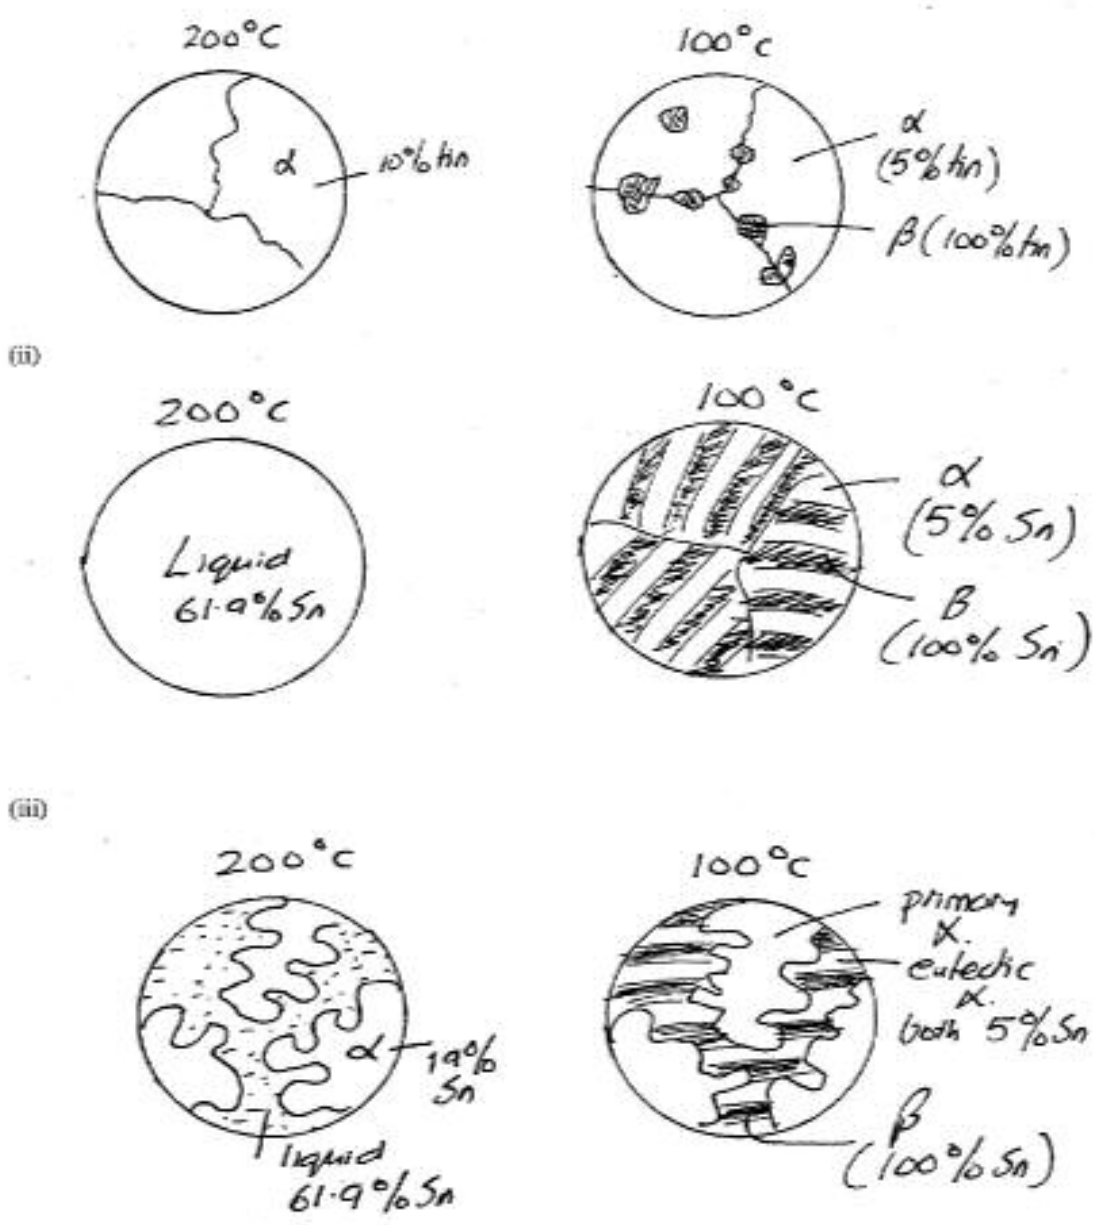 200°C
100°C
α
10% tin
α
(5% tin)
β (100% tin)
(ii)
200°C
100°C
Liquid
61.9% Sn
α
(5% Sn)
β
(100% Sn)
(iii)
200°C
100°C
α
19%
Sn
liquid
61.9% Sn
primary
α.
eutectic
α.
both 5% Sn
β
(100% Sn)